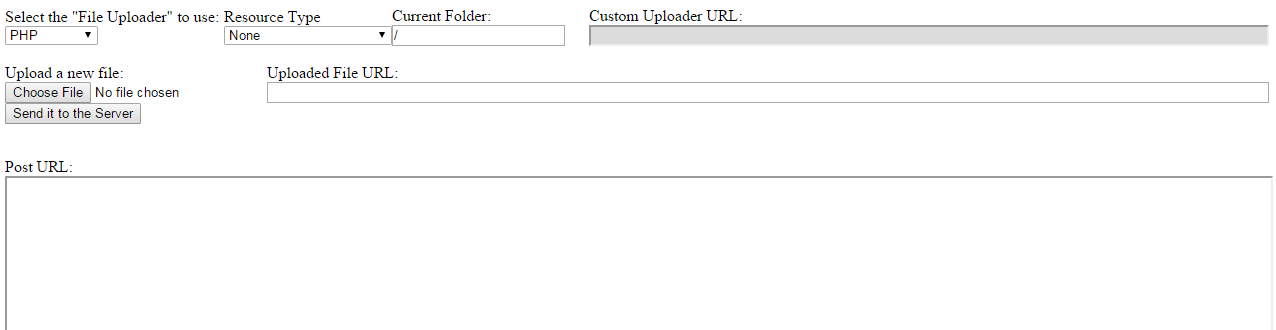 Select the "File Uploader" to use: Resource Type Current Folder: Custom Uploader URL:
PHP None /
Upload a new file: Uploaded File URL:
Choose File No file chosen
Send it to the Server
Post URL: